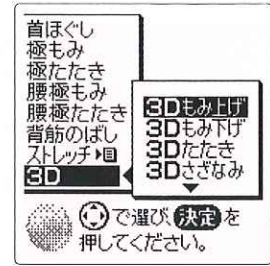 首ほぐし
極もみ
極たたき
腰極もみ
腰極たたき
背筋のばし
ストレッチ
3D
3Dもみ上げ
3Dもみ下げ
3Dたたき
3Dさざなみ
で選び 決定 を
押してください。